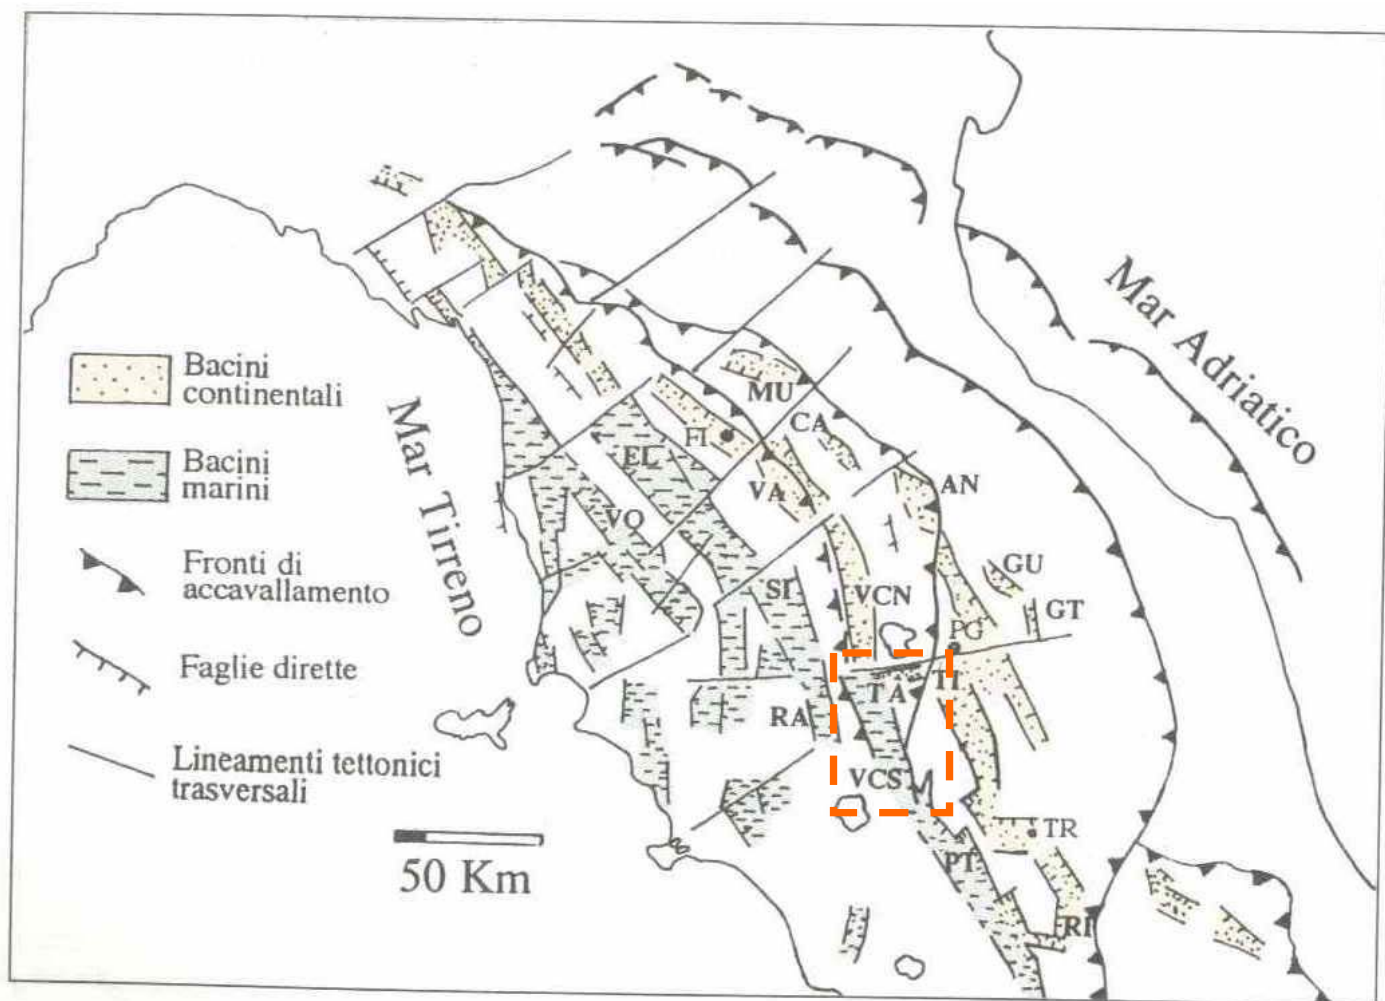 Bacini
continentali
Bacini
marini
Fronti di
accavallamento
Faglie dirette
Lineamenti tettonici
trasversali
50 Km
Mar Tirreno
Mar Adriatico
MU
FI
CA
EL
VA
AN
VO
GU
SI
VCN
GT
PG
TA
TI
RA
VCS
TR
PT
RI